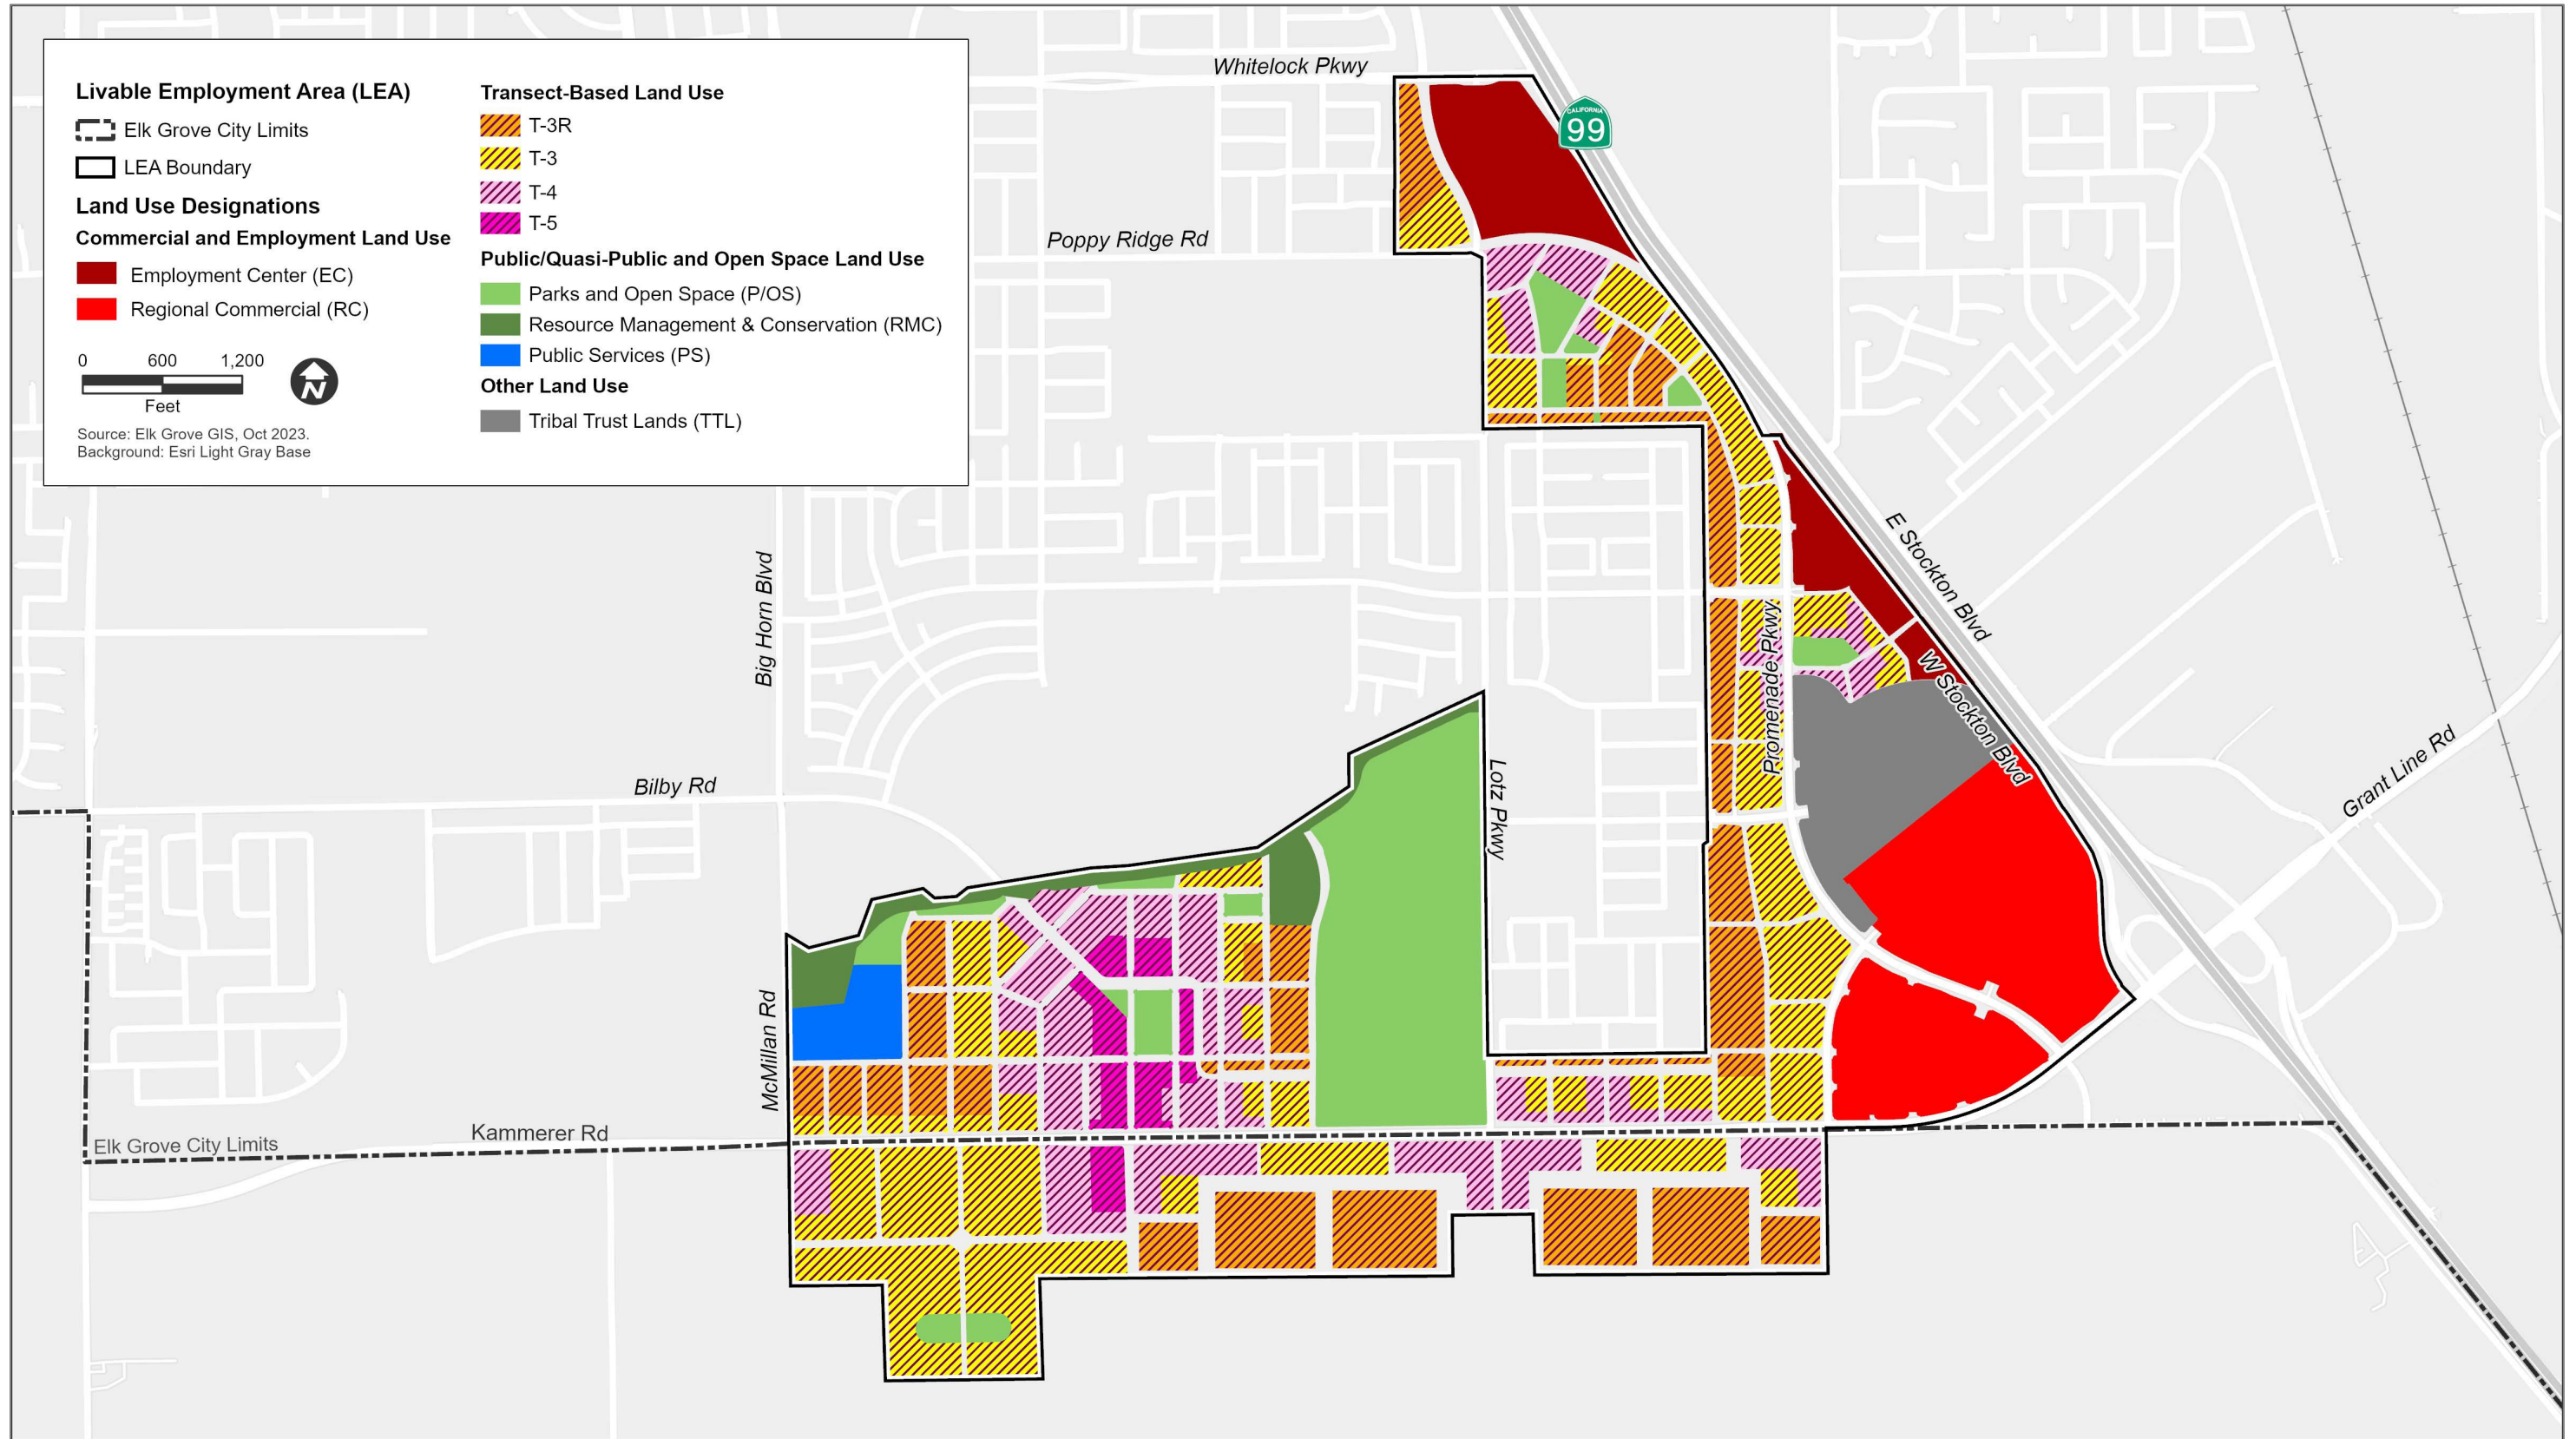 Livable Employment Area (LEA)
Elk Grove City Limits
LEA Boundary
Land Use Designations
Commercial and Employment Land Use
Employment Center (EC)
Regional Commercial (RC)
0 600 1,200
Feet
N
Source: Elk Grove GIS, Oct 2023.
Background: Esri Light Gray Base
Transect-Based Land Use
T-3R
T-3
T-4
T-5
Public/Quasi-Public and Open Space Land Use
Parks and Open Space (P/OS)
Resource Management & Conservation (RMC)
Public Services (PS)
Other Land Use
Tribal Trust Lands (TTL)
Whitelock Pkwy
CALIFORNIA
99
Poppy Ridge Rd
E Stockton Blvd
Big Horn Blvd
Promenade Pkwy
W Stockton Blvd
Bilby Rd
Lotz Pkwy
Grant Line Rd
McMillan Rd
Kammerer Rd
Elk Grove City Limits